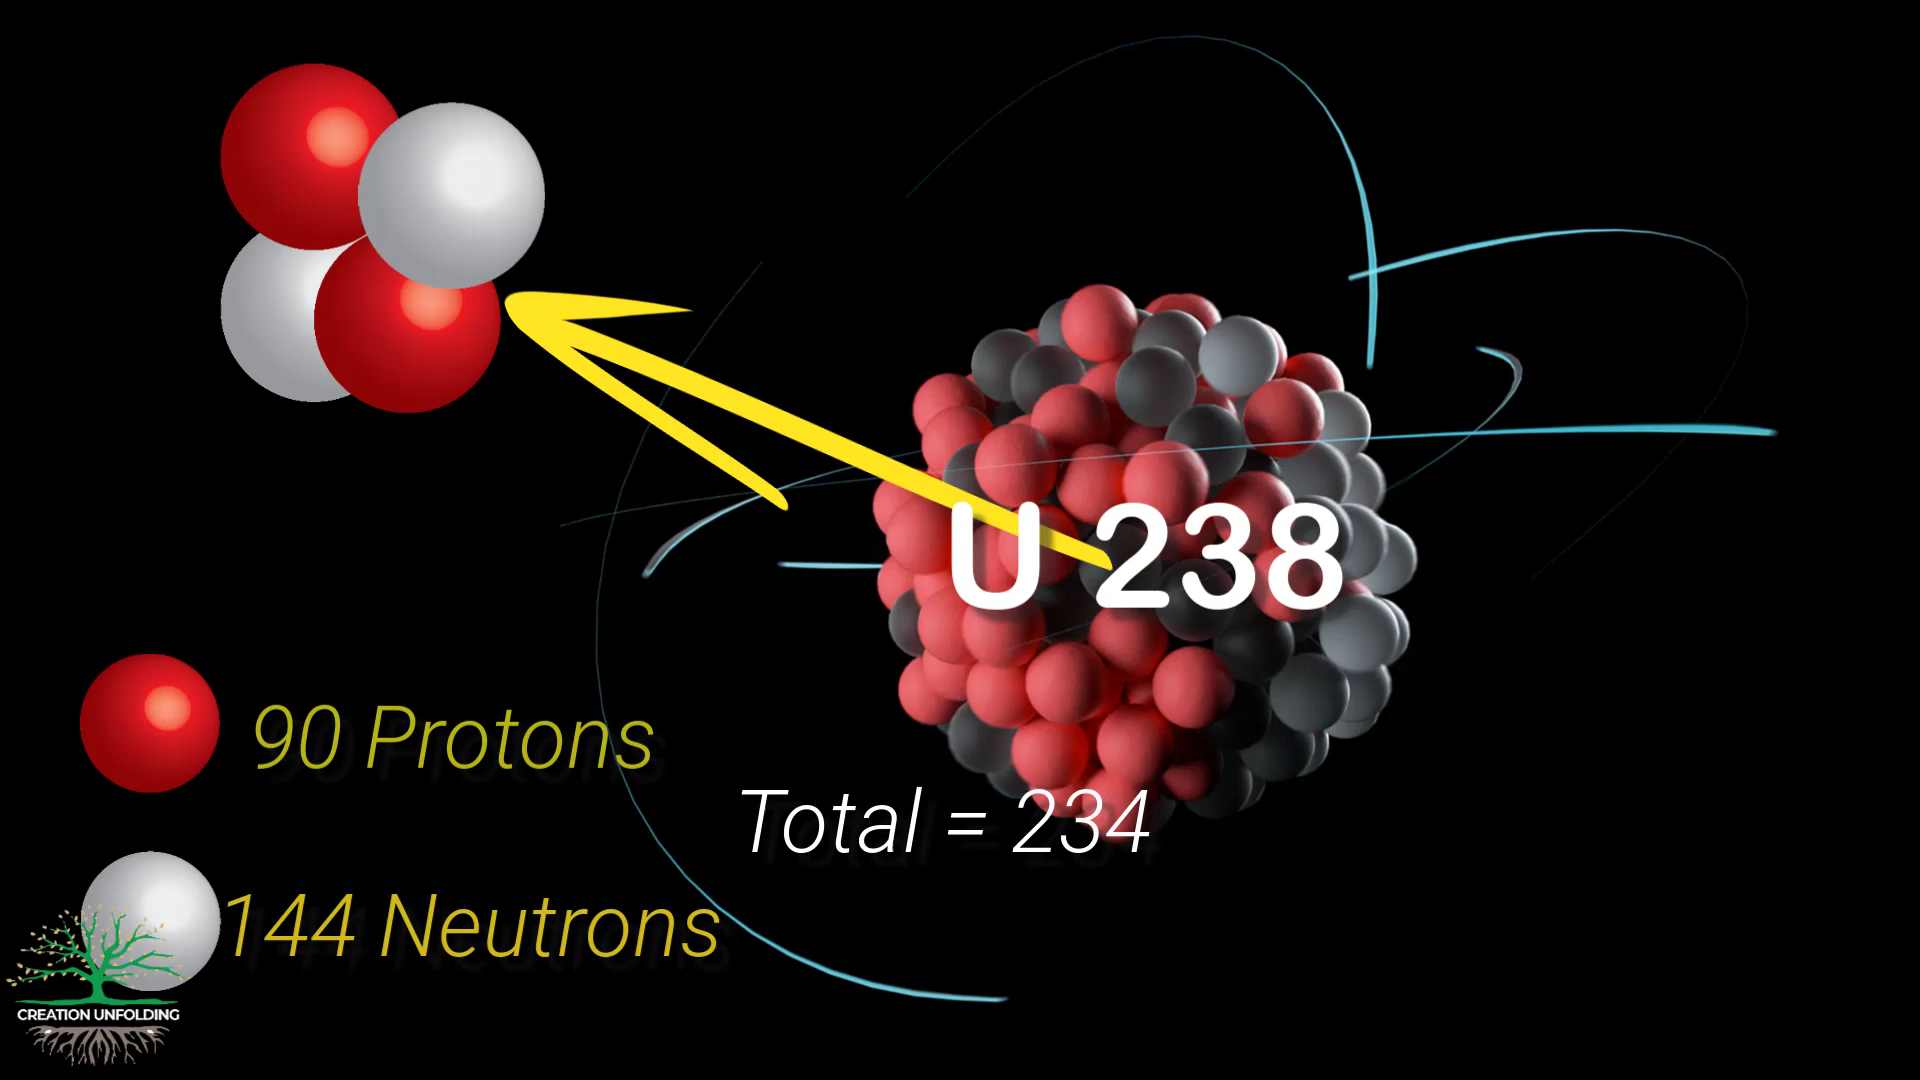 U 238
90 Protons
Total = 234
144 Neutrons
CREATION UNFOLDING